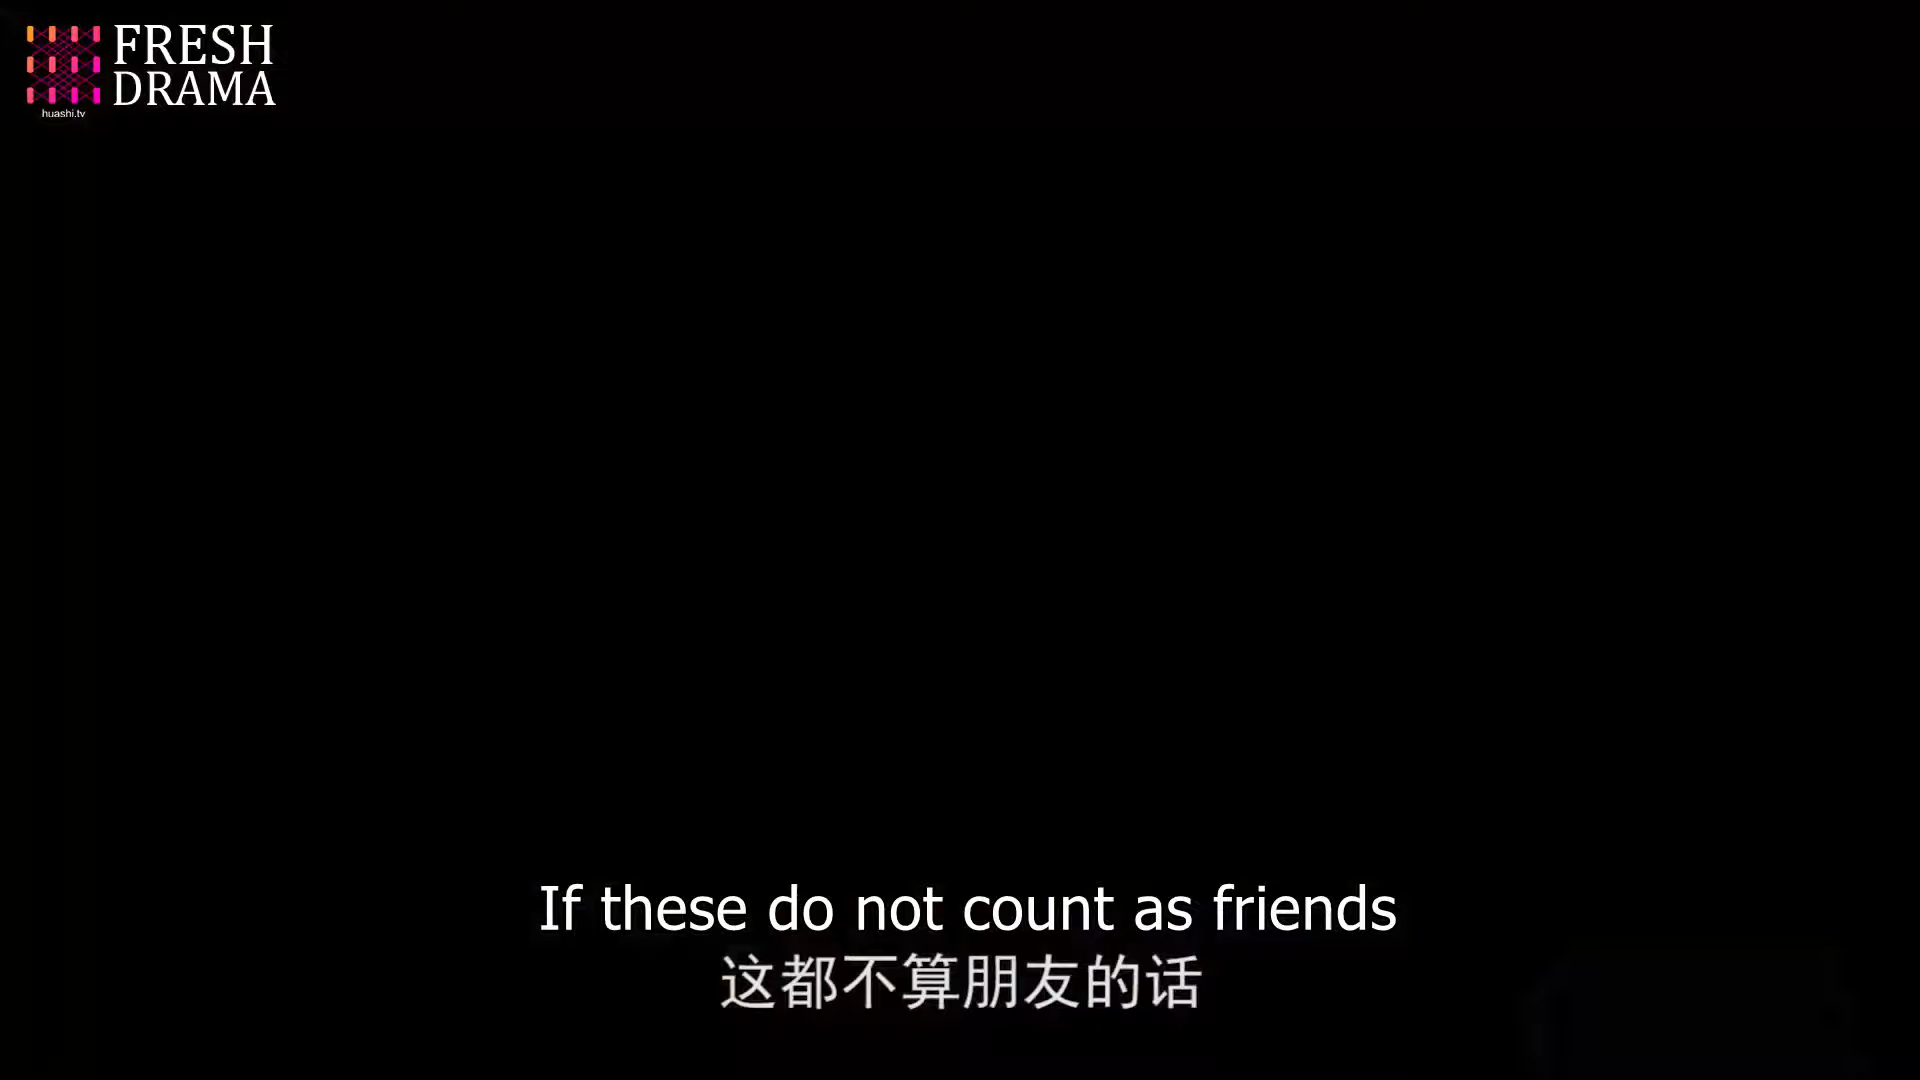 FRESH
DRAMA
huashi.tv
If these do not count as friends
这都不算朋友的话